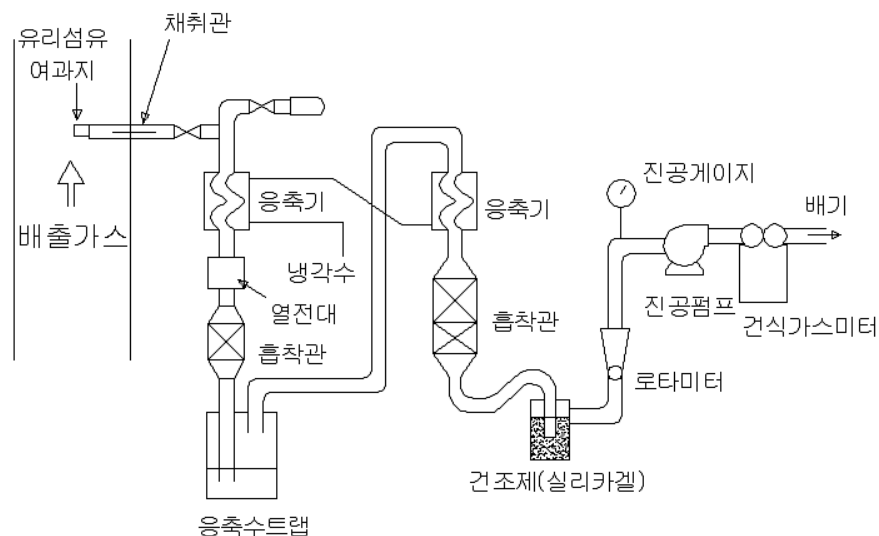 유리섬유
여과지
채취관
배출가스
응축기
냉각수
열전대
흡착관
응축수트랩
응축기
흡착관
건조제(실리카겔)
진공게이지
배기
진공펌프
건식가스미터
로타미터